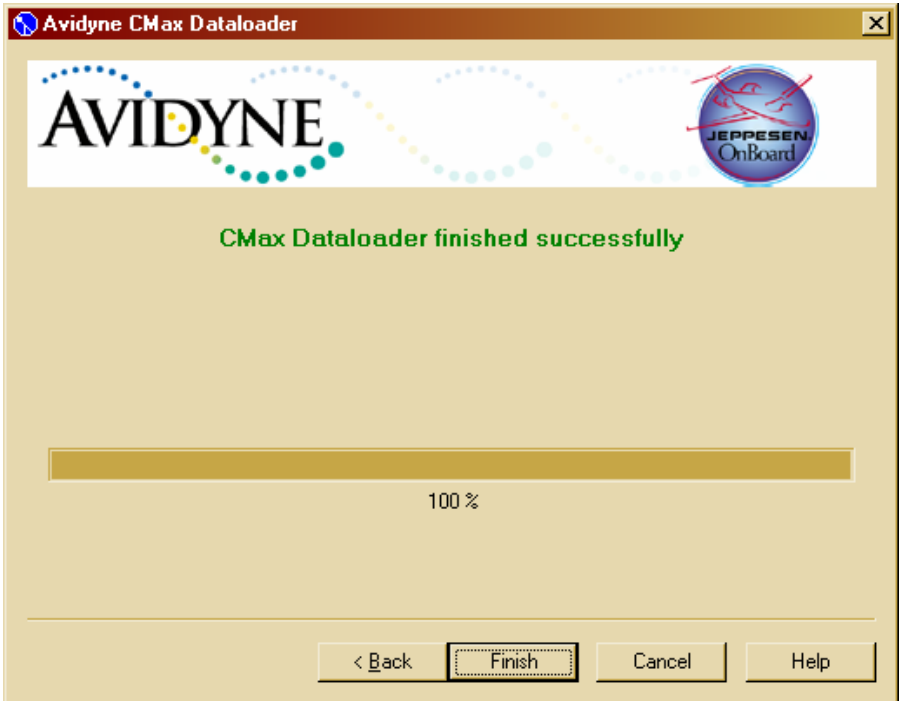 Avidyne CMax Dataloader
AVIDYNE
JEPPESEN.
OnBoard
CMax Dataloader finished successfully
100 %
< Back
Finish
Cancel
Help